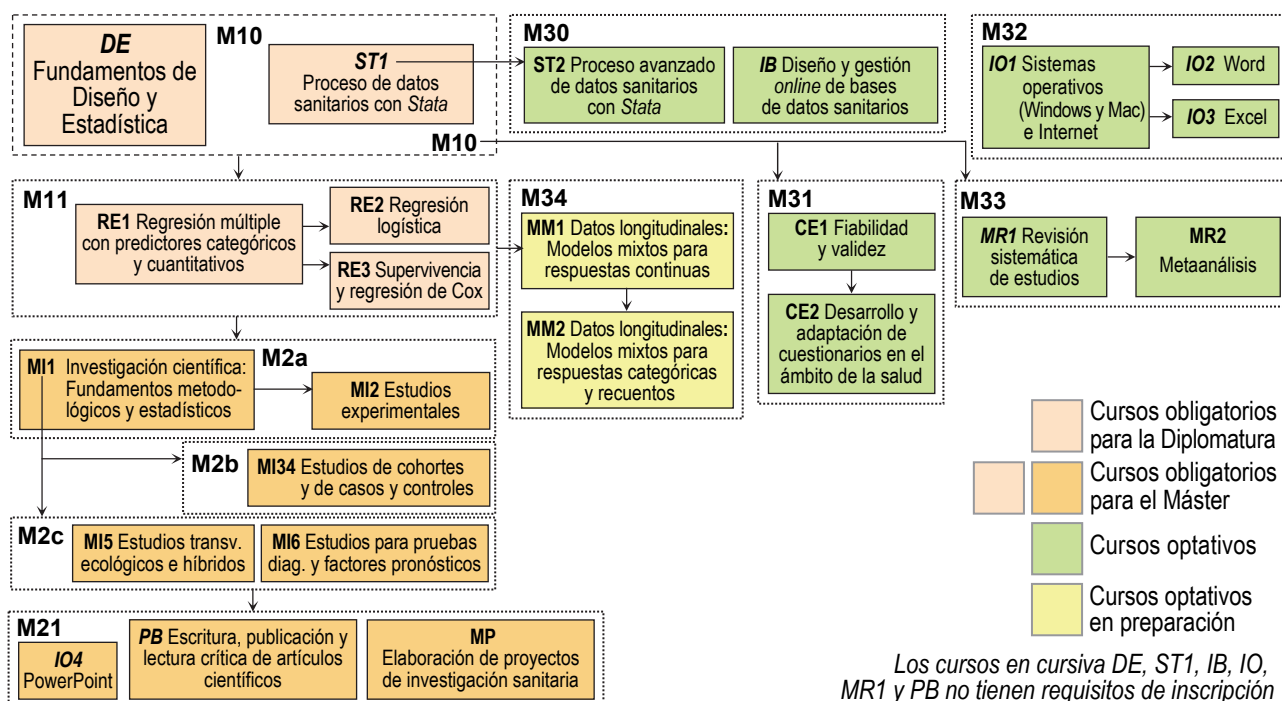 M10
DE
Fundamentos de
Diseño y
Estadística
ST1
Proceso de datos
sanitarios con Stata
M10
M30
ST2 Proceso avanzado
de datos sanitarios
con Stata
IB Diseño y gestión
online de bases
de datos sanitarios
M32
IO1 Sistemas
operativos
(Windows y Mac)
e Internet
IO2 Word
IO3 Excel
M11
RE1 Regresión múltiple
con predictores categóricos
y cuantitativos
RE2 Regresión
logística
RE3 Supervivencia
y regresión de Cox
M34
MM1 Datos longitudinales:
Modelos mixtos para
respuestas continuas
MM2 Datos longitudinales:
Modelos mixtos para
respuestas categóricas
y recuentos
M31
CE1 Fiabilidad
y validez
CE2 Desarrollo y
adaptación de
cuestionarios en el
ámbito de la salud
M33
MR1 Revisión
sistemática
de estudios
MR2
Metaanálisis
M2a
MI1 Investigación científica:
Fundamentos metodo-
lógicos y estadísticos
MI2 Estudios
experimentales
M2b
MI34 Estudios de cohortes
y de casos y controles
M2c
MI5 Estudios transv.
ecológicos e híbridos
MI6 Estudios para pruebas
diag. y factores pronósticos
M21
IO4
PowerPoint
PB Escritura, publicación y
lectura crítica de artículos
científicos
MP
Elaboración de proyectos
de investigación sanitaria
Cursos obligatorios
para la Diplomatura
Cursos obligatorios
para el Máster
Cursos optativos
Cursos optativos
en preparación
Los cursos en cursiva DE, ST1, IB, IO,
MR1 y PB no tienen requisitos de inscripción